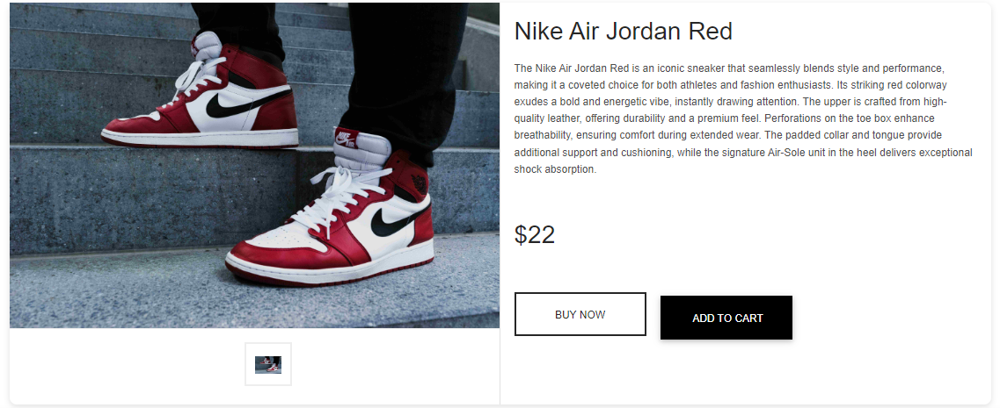 Nike Air Jordan Red
The Nike Air Jordan Red is an iconic sneaker that seamlessly blends style and performance,
making it a coveted choice for both athletes and fashion enthusiasts. Its striking red colorway
exudes a bold and energetic vibe, instantly drawing attention. The upper is crafted from high-
quality leather, offering durability and a premium feel. Perforations on the toe box enhance
breathability, ensuring comfort during extended wear. The padded collar and tongue provide
additional support and cushioning, while the signature Air-Sole unit in the heel delivers exceptional
shock absorption.
$22
BUY NOW
ADD TO CART
NIKE
AIR